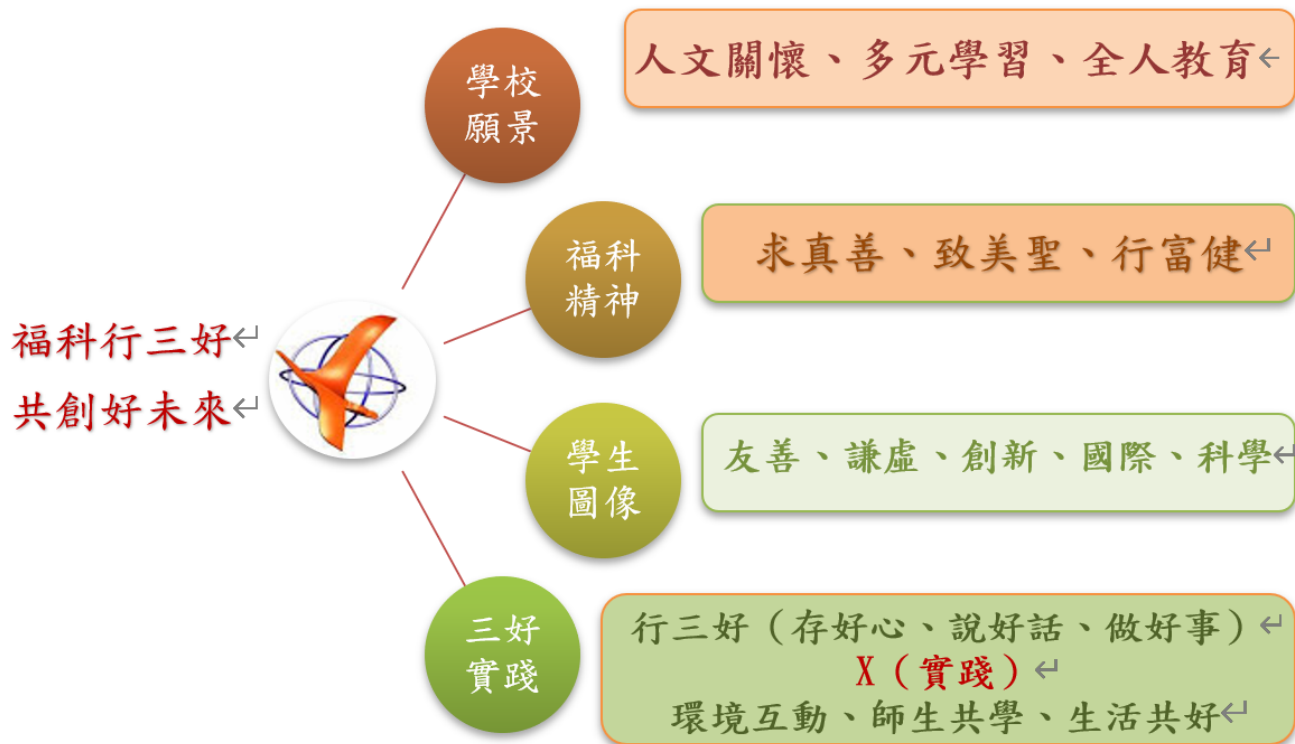 學校
願景
人文關懷、多元學習、全人教育
福科
精神
求真善、致美聖、行富健
福科行三好
共創好未來
學生
圖像
友善、謙虛、創新、國際、科學
三好
實踐
行三好（存好心、說好話、做好事）
X（實踐）
環境互動、師生共學、生活共好